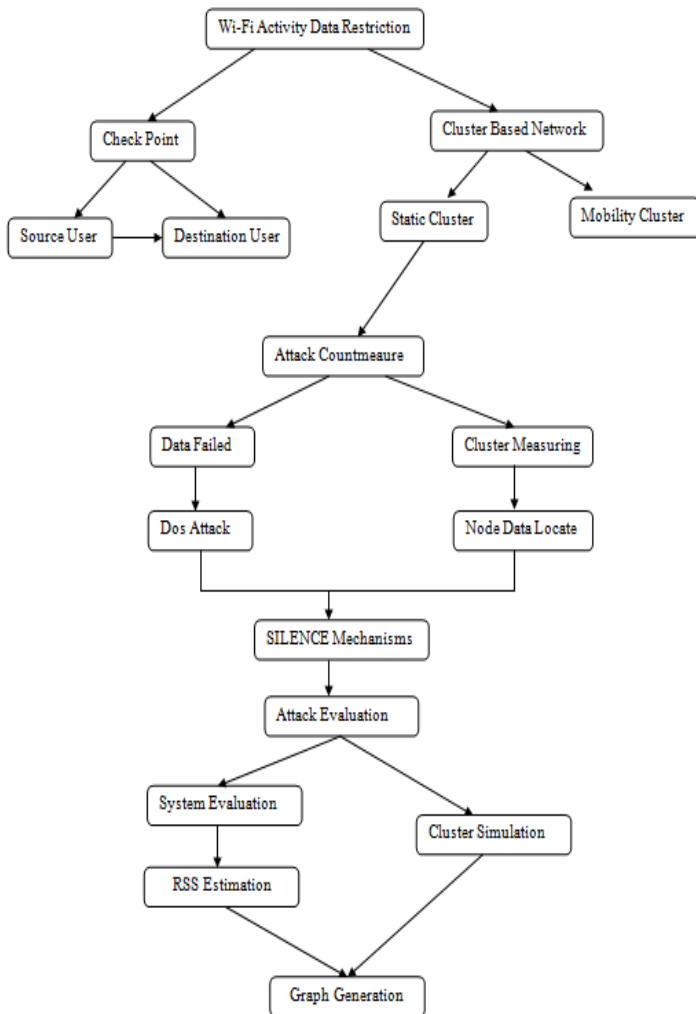 Wi-Fi Activity Data Restriction
Check Point
Cluster Based Network
Source User
Destination User
Static Cluster
Mobility Cluster
Attack Countmeaure
Data Failed
Cluster Measuring
Dos Attack
Node Data Locate
SILENCE Mechanisms
Attack Evaluation
System Evaluation
Cluster Simulation
RSS Estimation
Graph Generation